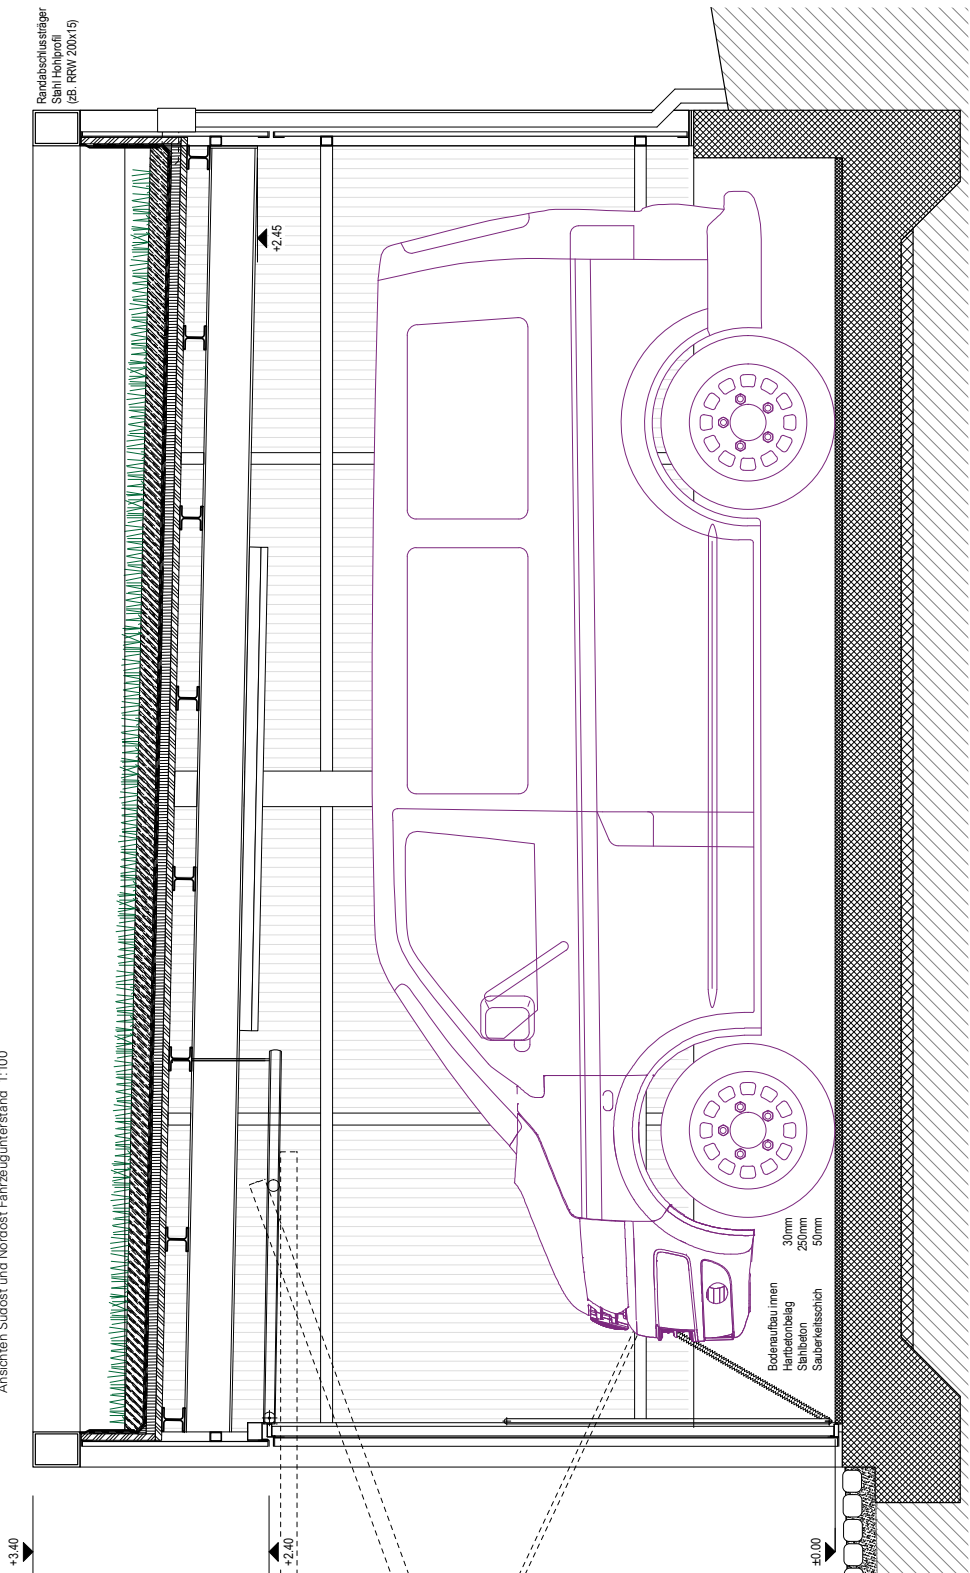 Ansichten Südost und Nordost Fahrzeugunterstand 1:100
Randabschlussträger
Stahl Hohlprofil
(zB. RRW 200x15)
+3.40
+2.45
+2.40
±0.00
Bodenaufbau innen
Hartbetonbelag 30mm
Stahlbeton 250mm
Sauberkeitsschich 50mm